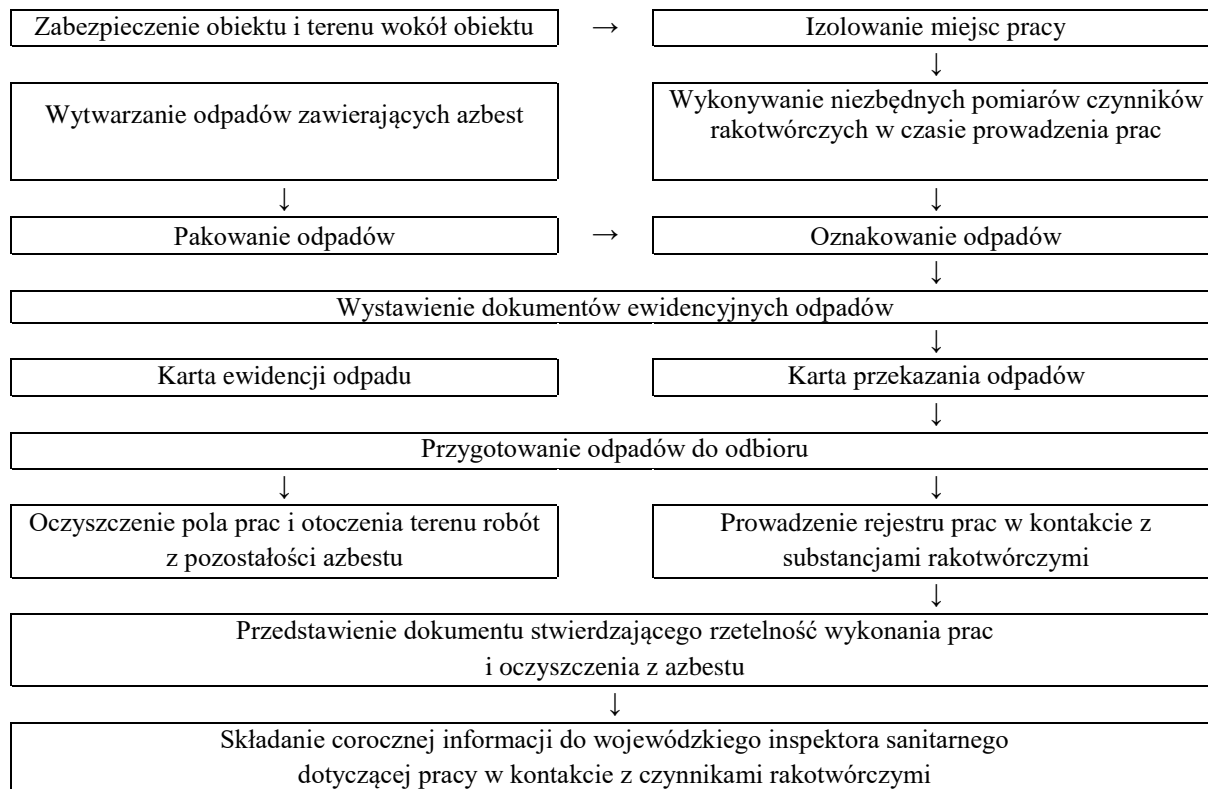 Zabezpieczenie obiektu i terenu wokół obiektu → Izolowanie miejsc pracy
↓
Wytwarzanie odpadów zawierających azbest
Wykonywanie niezbędnych pomiarów czynników
rakotwórczych w czasie prowadzenia prac
↓ ↓
Pakowanie odpadów → Oznakowanie odpadów
↓
Wystawienie dokumentów ewidencyjnych odpadów
↓
Karta ewidencji odpadu Karta przekazania odpadów
↓
Przygotowanie odpadów do odbioru
↓ ↓
Oczyszczenie pola prac i otoczenia terenu robót
z pozostałości azbestu
Prowadzenie rejestru prac w kontakcie z
substancjami rakotwórczymi
↓
Przedstawienie dokumentu stwierdzającego rzetelność wykonania prac
i oczyszczenia z azbestu
↓
Składanie corocznej informacji do wojewódzkiego inspektora sanitarnego
dotyczącej pracy w kontakcie z czynnikami rakotwórczymi